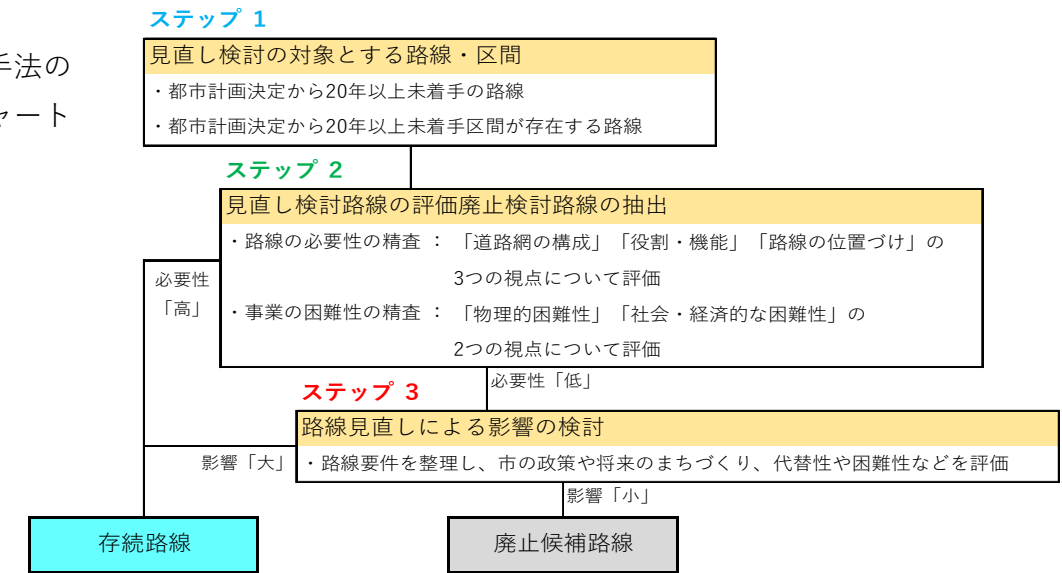 ステップ 1
手法の
見直し検討の対象とする路線・区間
・都市計画決定から20年以上未着手の路線
・都市計画決定から20年以上未着手区間が存在する路線
ステップ 2
見直し検討路線の評価廃止検討路線の抽出
・路線の必要性の精査 : 「道路網の構成」「役割・機能」「路線の位置づけ」の
3つの視点について評価
・事業の困難性の精査 : 「物理的困難性」「社会・経済的な困難性」の
2つの視点について評価
必要性
「高」
必要性「低」
ステップ 3
路線見直しによる影響の検討
・路線要件を整理し、市の政策や将来のまちづくり、代替性や困難性などを評価
影響「大」
影響「小」
存続路線
廃止候補路線